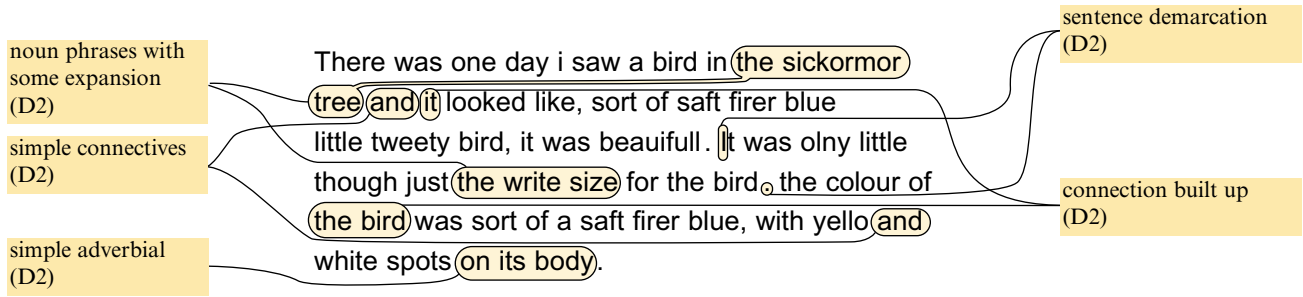 noun phrases with
some expansion
(D2)
simple connectives
(D2)
simple adverbial
(D2)
There was one day i saw a bird in the sickormor
tree and it looked like, sort of saft firer blue
little tweety bird, it was beauifull. It was olny little
though just the write size for the bird. the colour of
the bird was sort of a saft firer blue, with yello and
white spots on its body.
sentence demarcation
(D2)
connection built up
(D2)